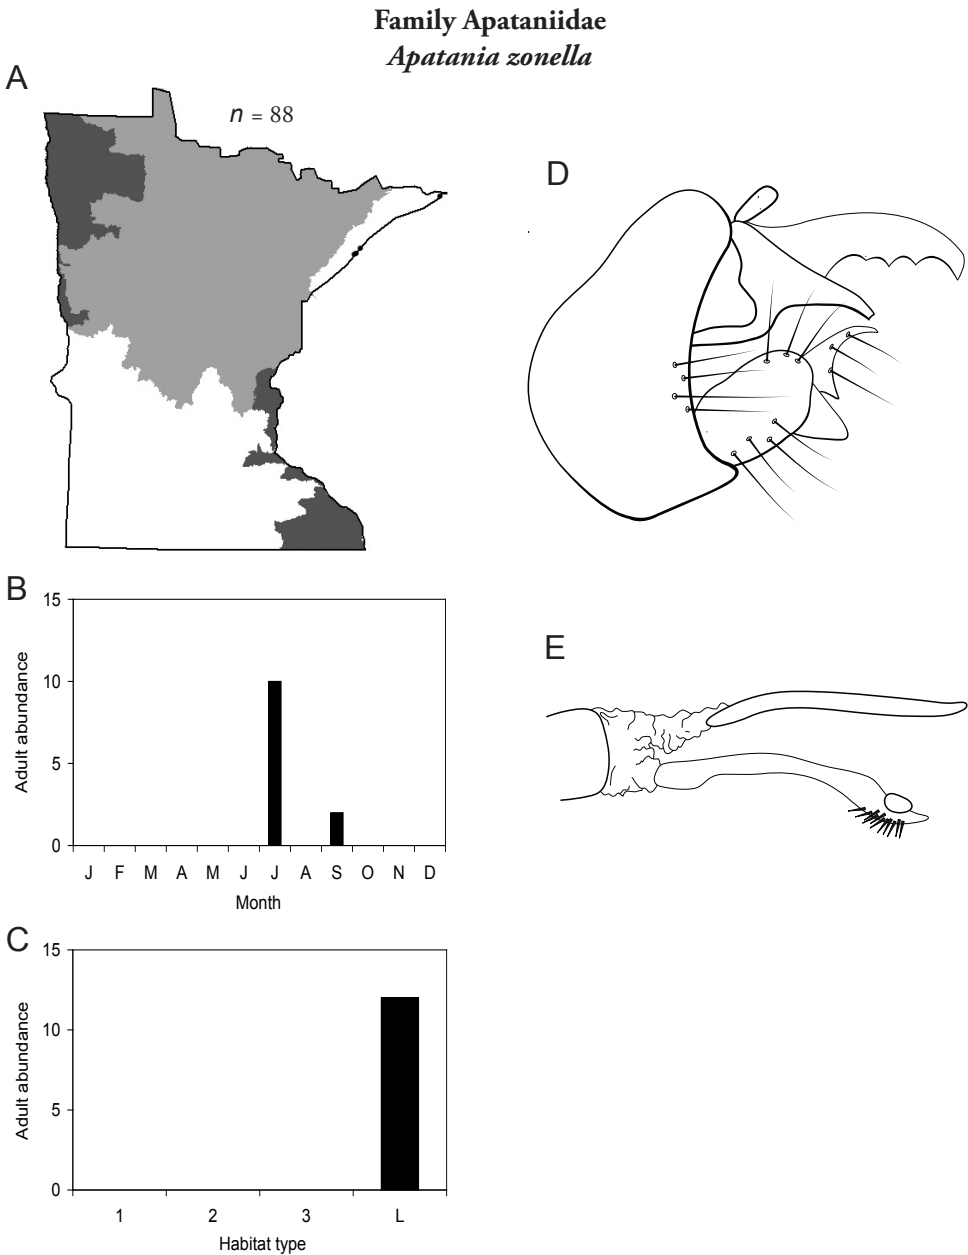 Family Apataniidae
Apatania zonella
A
n = 88
D
B
15
10
5
0
Adult abundance
J F M A M J J A S O N D
Month
E
C
15
10
5
0
Adult abundance
1 2 3 L
Habitat type